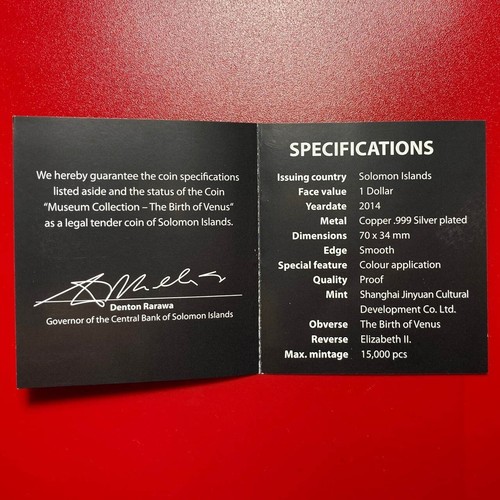 We hereby guarantee the coin specifications
listed aside and the status of the Coin
"Museum Collection – The Birth of Venus"
as a legal tender coin of Solomon Islands.
Denton Rarawa
Governor of the Central Bank of Solomon Islands
SPECIFICATIONS
Issuing country Solomon Islands
Face value 1 Dollar
Yeardate 2014
Metal Copper .999 Silver plated
Dimensions 70 x 34 mm
Edge Smooth
Special feature Colour application
Quality Proof
Mint Shanghai Jinyuan Cultural
Development Co. Ltd.
Obverse The Birth of Venus
Reverse Elizabeth II.
Max. mintage 15,000 pcs